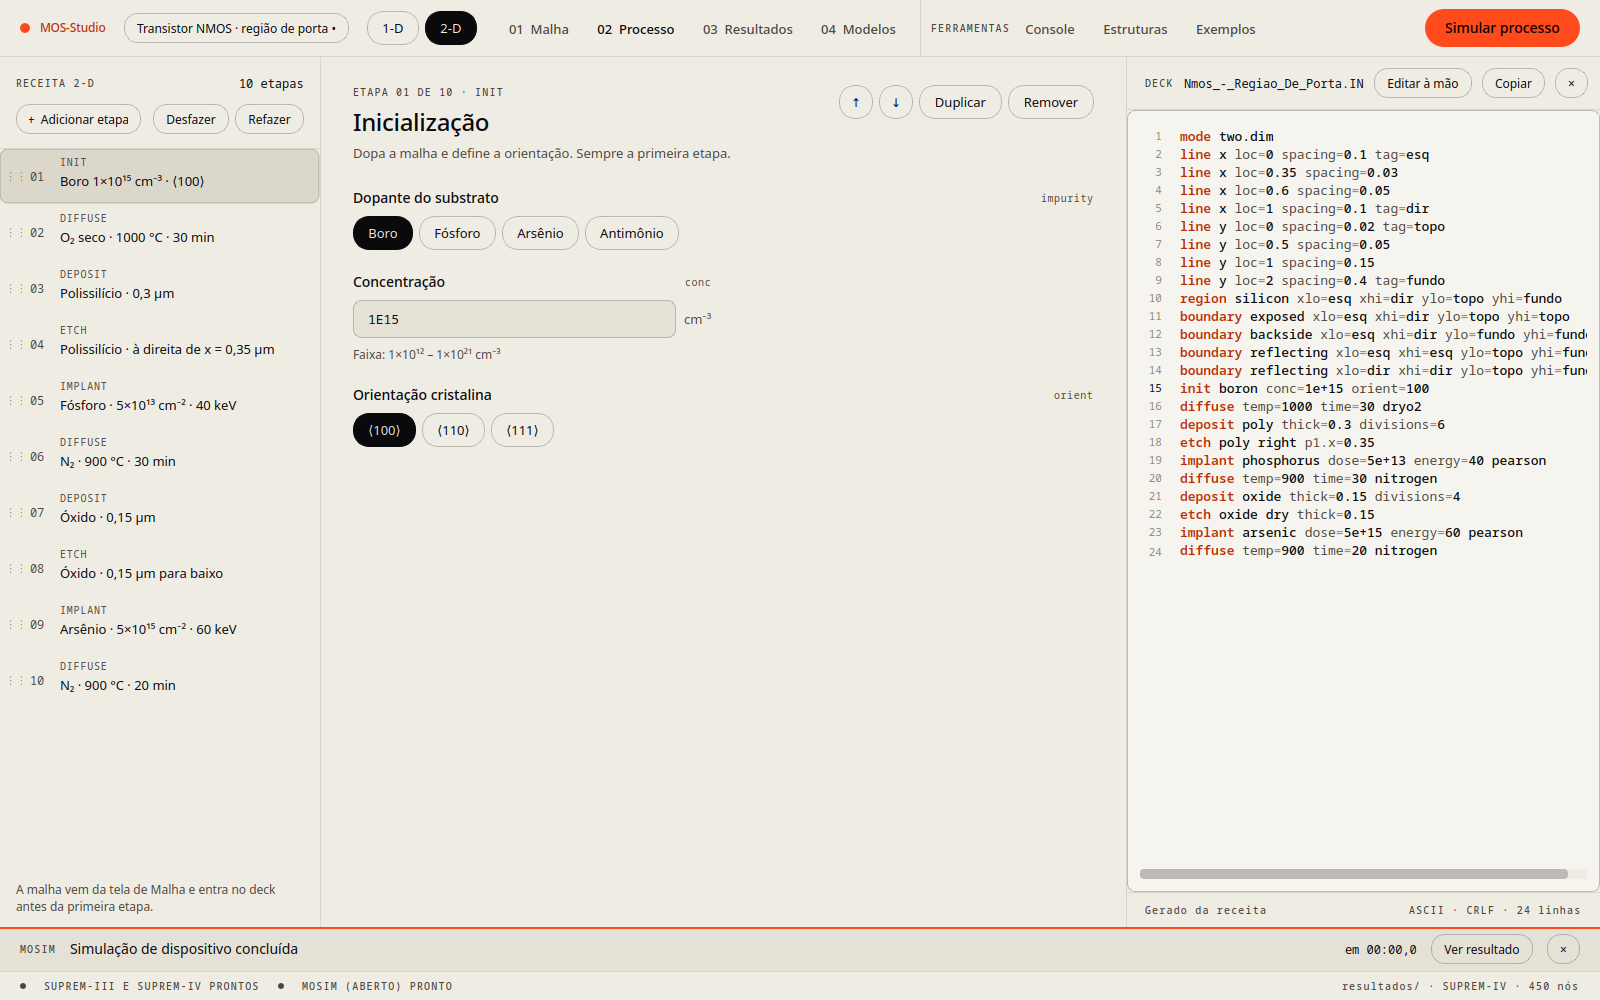 MOS-Studio
Transistor NMOS · região de porta •
1-D
2-D
01 Malha
02 Processo
03 Resultados
04 Modelos
FERRAMENTAS
Console
Estruturas
Exemplos
Simular processo
RECEITA 2-D
10 etapas
+ Adicionar etapa
Desfazer
Refazer
INIT
01
Boro 1×10¹⁵ cm⁻³ · ⟨100⟩
DIFFUSE
02
O₂ seco · 1000 °C · 30 min
DEPOSIT
03
Polissilício · 0,3 µm
ETCH
04
Polissilício · à direita de x = 0,35 µm
IMPLANT
05
Fósforo · 5×10¹³ cm⁻² · 40 keV
DIFFUSE
06
N₂ · 900 °C · 30 min
DEPOSIT
07
Óxido · 0,15 µm
ETCH
08
Óxido · 0,15 µm para baixo
IMPLANT
09
Arsênio · 5×10¹⁵ cm⁻² · 60 keV
DIFFUSE
10
N₂ · 900 °C · 20 min
A malha vem da tela de Malha e entra no deck
antes da primeira etapa.
ETAPA 01 DE 10 · INIT
Inicialização
Dopa a malha e define a orientação. Sempre a primeira etapa.
↑
↓
Duplicar
Remover
Dopante do substrato
impurity
Boro
Fósforo
Arsênio
Antimônio
Concentração
conc
1E15
cm⁻³
Faixa: 1×10¹² – 1×10²¹ cm⁻³
Orientação cristalina
orient
⟨100⟩
⟨110⟩
⟨111⟩
DECK
Nmos_-_Regiao_De_Porta.IN
Editar à mão
Copiar
×
1 mode two.dim
2 line x loc=0 spacing=0.1 tag=esq
3 line x loc=0.35 spacing=0.03
4 line x loc=0.6 spacing=0.05
5 line x loc=1 spacing=0.1 tag=dir
6 line y loc=0 spacing=0.02 tag=topo
7 line y loc=0.5 spacing=0.05
8 line y loc=1 spacing=0.15
9 line y loc=2 spacing=0.4 tag=fundo
10 region silicon xlo=esq xhi=dir ylo=topo yhi=fundo
11 boundary exposed xlo=esq xhi=dir ylo=topo yhi=topo
12 boundary backside xlo=esq xhi=dir ylo=fundo yhi=fund
13 boundary reflecting xlo=esq xhi=esq ylo=topo yhi=fun
14 boundary reflecting xlo=dir xhi=dir ylo=topo yhi=fun
15 init boron conc=1e+15 orient=100
16 diffuse temp=1000 time=30 dryo2
17 deposit poly thick=0.3 divisions=6
18 etch poly right p1.x=0.35
19 implant phosphorus dose=5e+13 energy=40 pearson
20 diffuse temp=900 time=30 nitrogen
21 deposit oxide thick=0.15 divisions=4
22 etch oxide dry thick=0.15
23 implant arsenic dose=5e+15 energy=60 pearson
24 diffuse temp=900 time=20 nitrogen
Gerado da receita
ASCII · CRLF · 24 linhas
MOSIM
Simulação de dispositivo concluída
em 00:00,0
Ver resultado
×
SUPREM-III E SUPREM-IV PRONTOS
MOSIM (ABERTO) PRONTO
resultados/ · SUPREM-IV · 450 nós